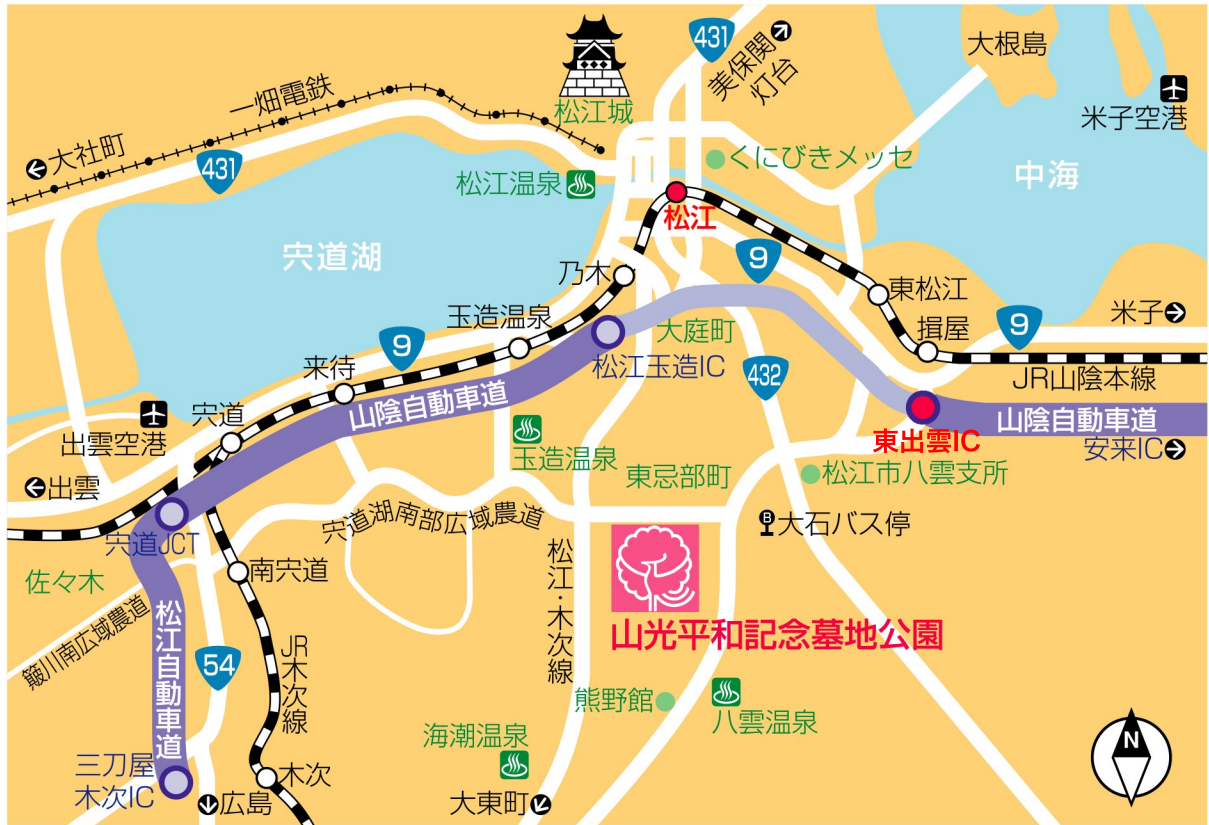 431
大根島
美保関
灯台
一畑電鉄
松江城
米子空港
大社町
431
くにびきメッセ
松江温泉
中海
松江
宍道湖
9
乃木
東松江
玉造温泉
9
米子
大庭町
揖屋
9
来待
松江玉造IC
432
JR山陰本線
山陰自動車道
宍道
山陰自動車道
出雲空港
東出雲IC
安来IC
玉造温泉
東忌部町
松江市八雲支所
出雲
宍道湖南部広域農道
B
大石バス停
宍道JCT
佐々木
南宍道
松江・木次線
簸川南広域農道
松江自動車道
54
JR木次線
山光平和記念墓地公園
熊野館
八雲温泉
海潮温泉
N
三刀屋
木次IC
木次
広島
大東町